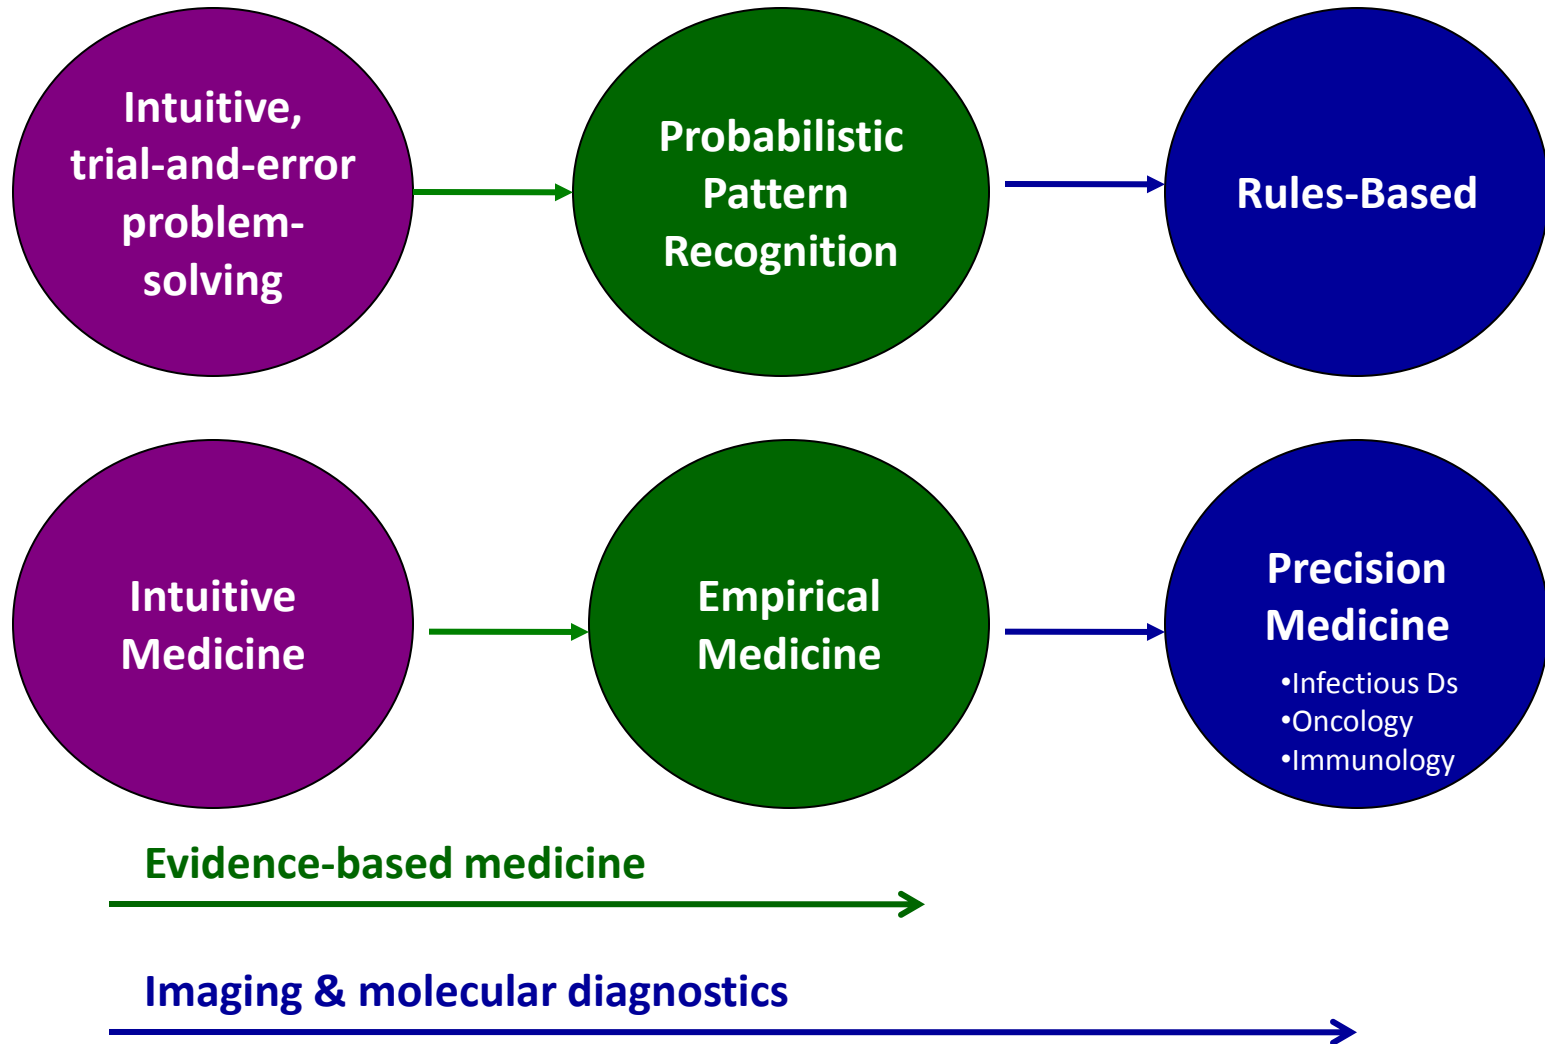 Intuitive,
trial-and-error
problem-
solving
Probabilistic
Pattern
Recognition
Rules-Based
Intuitive
Medicine
Empirical
Medicine
Precision
Medicine
•Infectious Ds
•Oncology
•Immunology
Evidence-based medicine
Imaging & molecular diagnostics